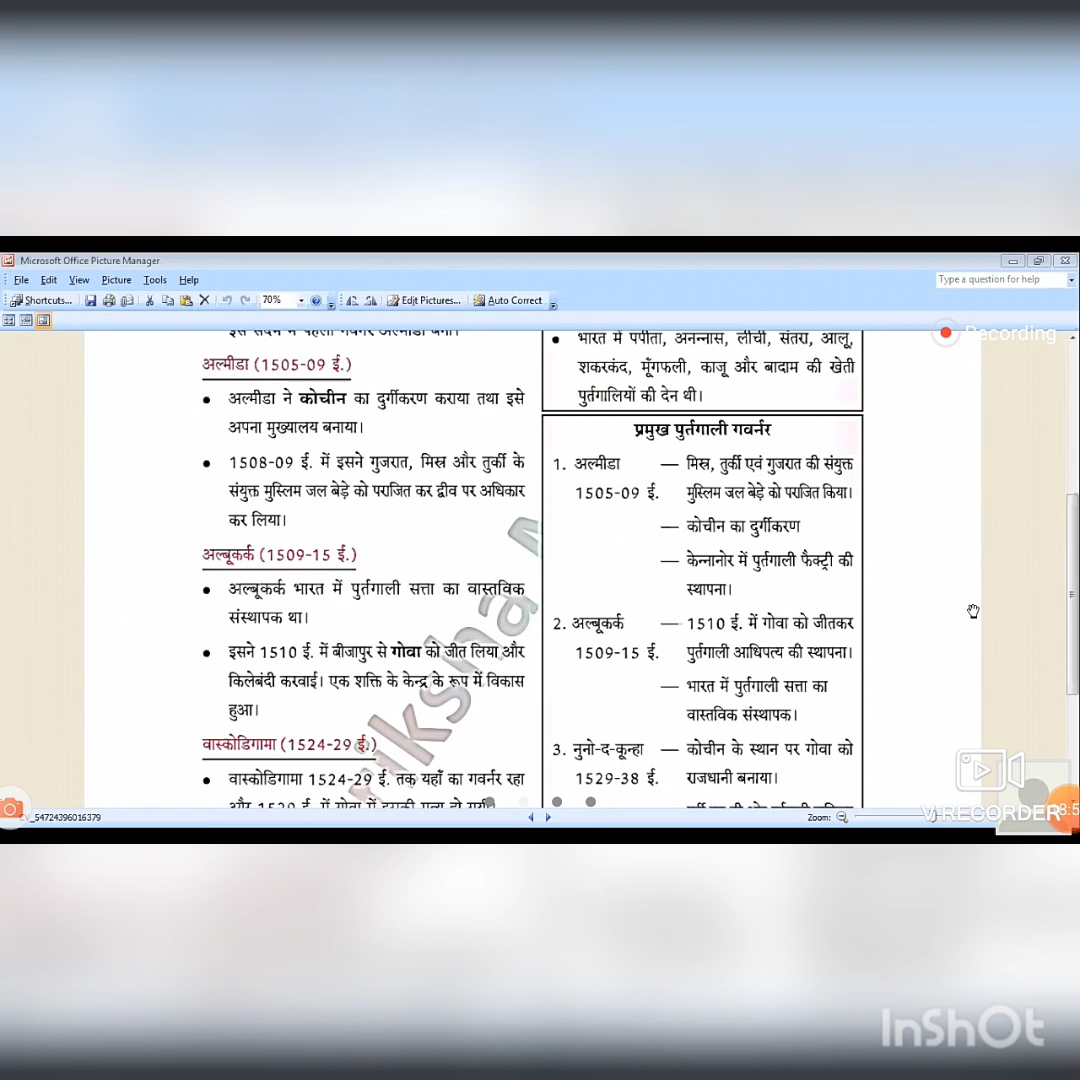 Microsoft Office Picture Manager
File Edit View Picture Tools Help
Type a question for help
Shortcuts... 70% Edit Pictures... Auto Correct
Recording
अल्मीडा (1505-09 ई.)
• अल्मीडा ने कोचीन का दुर्गीकरण कराया तथा इसे
अपना मुख्यालय बनाया।
• 1508-09 ई. में इसने गुजरात, मिस्र और तुर्की के
संयुक्त मुस्लिम जल बेड़े को पराजित कर द्वीव पर अधिकार
कर लिया।
अल्बूकर्क (1509-15 ई.)
• अल्बूकर्क भारत में पुर्तगाली सत्ता का वास्तविक
संस्थापक था।
• इसने 1510 ई. में बीजापुर से गोवा को जीत लिया और
किलेबंदी करवाई। एक शक्ति के केन्द्र के रूप में विकास
हुआ।
वास्कोडिगामा (1524-29 ई.)
• वास्कोडिगामा 1524-29 ई. तक यहाँ का गवर्नर रहा
• भारत में पपीता, अनन्नास, लीची, संतरा, आलू,
शकरकंद, मूँगफली, काजू और बादाम की खेती
पुर्तगालियों की देन थी।
प्रमुख पुर्तगाली गवर्नर
1. अल्मीडा — मिस्र, तुर्की एवं गुजरात की संयुक्त
1505-09 ई. मुस्लिम जल बेड़े को पराजित किया।
— कोचीन का दुर्गीकरण
— केन्नानोर में पुर्तगाली फैक्ट्री की
स्थापना।
2. अल्बूकर्क — 1510 ई. में गोवा को जीतकर
1509-15 ई. पुर्तगाली आधिपत्य की स्थापना।
— भारत में पुर्तगाली सत्ता का
वास्तविक संस्थापक।
3. नुनो-द-कून्हा — कोचीन के स्थान पर गोवा को
1529-38 ई. राजधानी बनाया।
riksha
V RECORDER
8:5
_54724396016379
Zoom:
InShOt